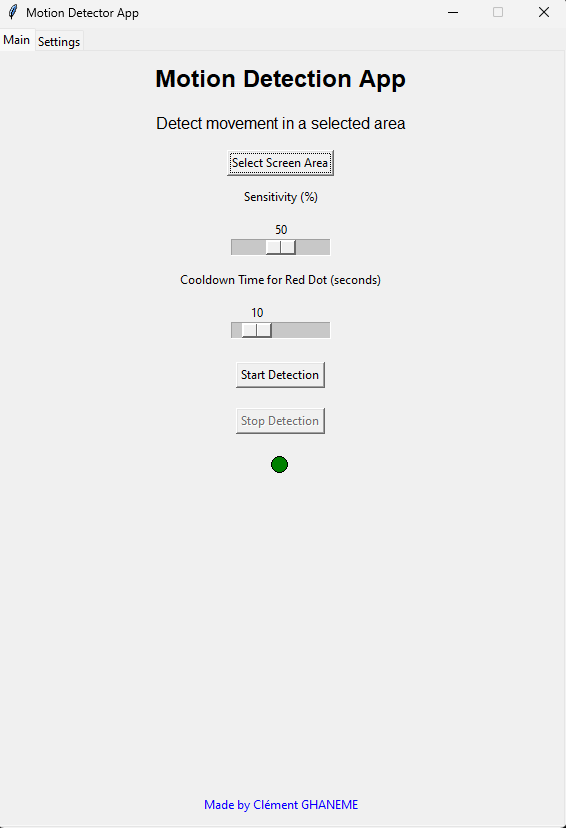 Motion Detector App
Main Settings
Motion Detection App
Detect movement in a selected area
Select Screen Area
Sensitivity (%)
50
Cooldown Time for Red Dot (seconds)
10
Start Detection
Stop Detection
Made by Clément GHANEME